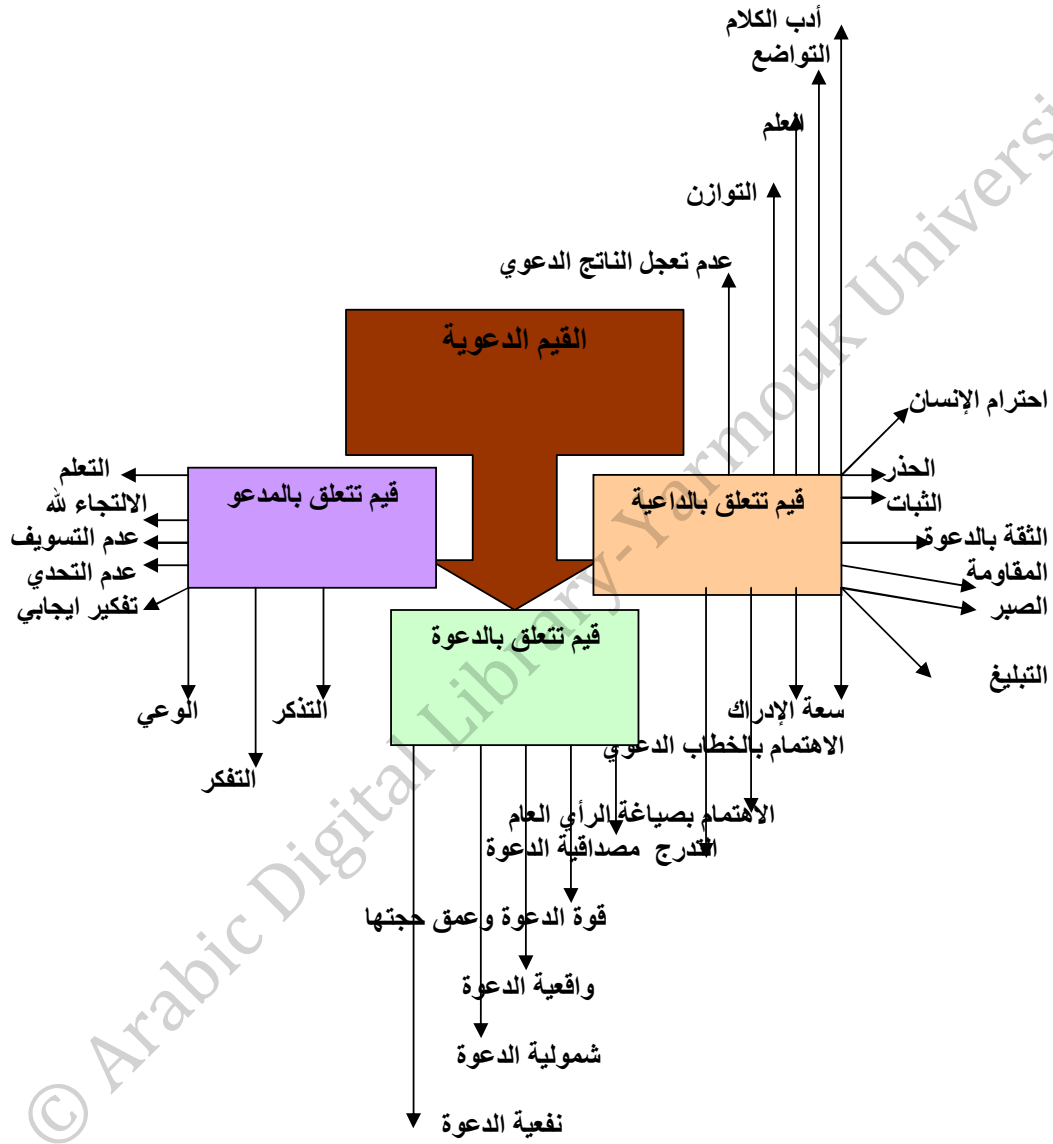 أدب الكلام
التواضع
العلم
التوازن
عدم تعجل الناتج الدعوي
القيم الدعوية
احترام الإنسان
الحذر
الثبات
الثقة بالدعوة
المقاومة
الصبر
التبليغ
قيم تتعلق بالداعية
قيم تتعلق بالمدعو
التعلم
الالتجاء لله
عدم التسويف
عدم التحدي
تفكير ايجابي
قيم تتعلق بالدعوة
سعة الإدراك
الاهتمام بالخطاب الدعوي
التذكر
الوعي
التفكر
الاهتمام بصياغة الرأي العام
التدرج مصداقية الدعوة
قوة الدعوة وعمق حجتها
واقعية الدعوة
شمولية الدعوة
نفعية الدعوة
© Arabic Digital Library-Yarmouk Universi